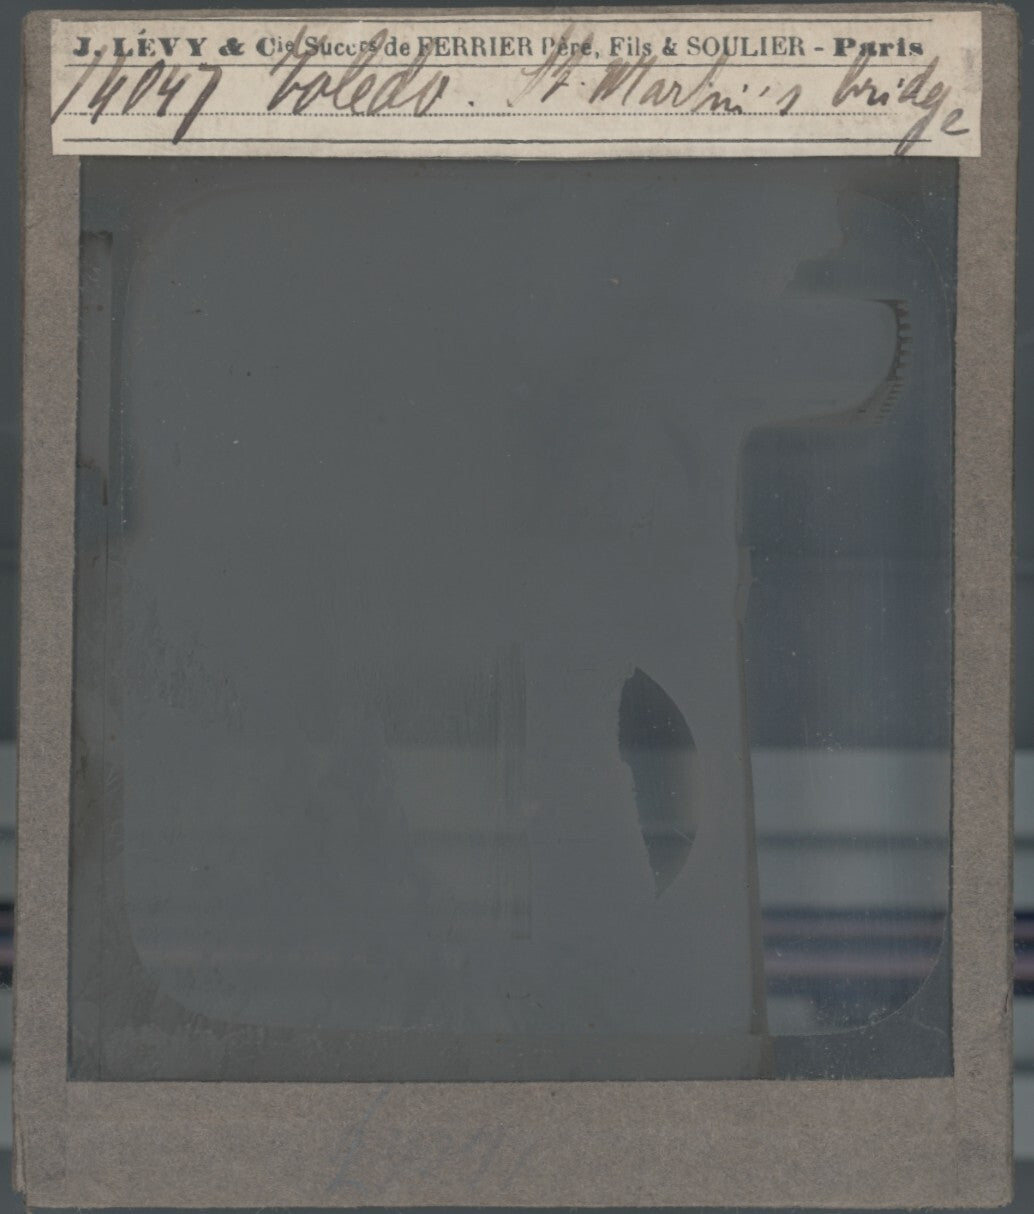 J. LÉVY & Cie Succrs de FERRIER Père, Fils & SOULIER - Paris
14047 Toledo. St. Martin's bridge